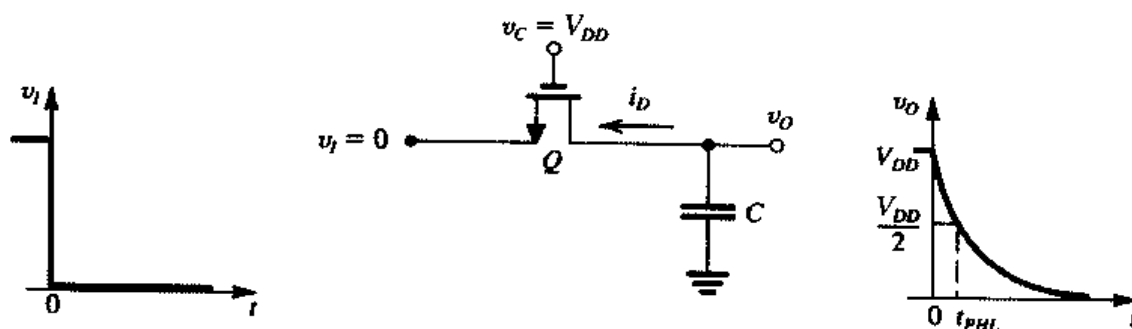 v_C = V_DD
v_I
v_I = 0
Q
i_D
v_O
C
0
t
v_O
V_DD
V_DD/2
0
t_PHL
t